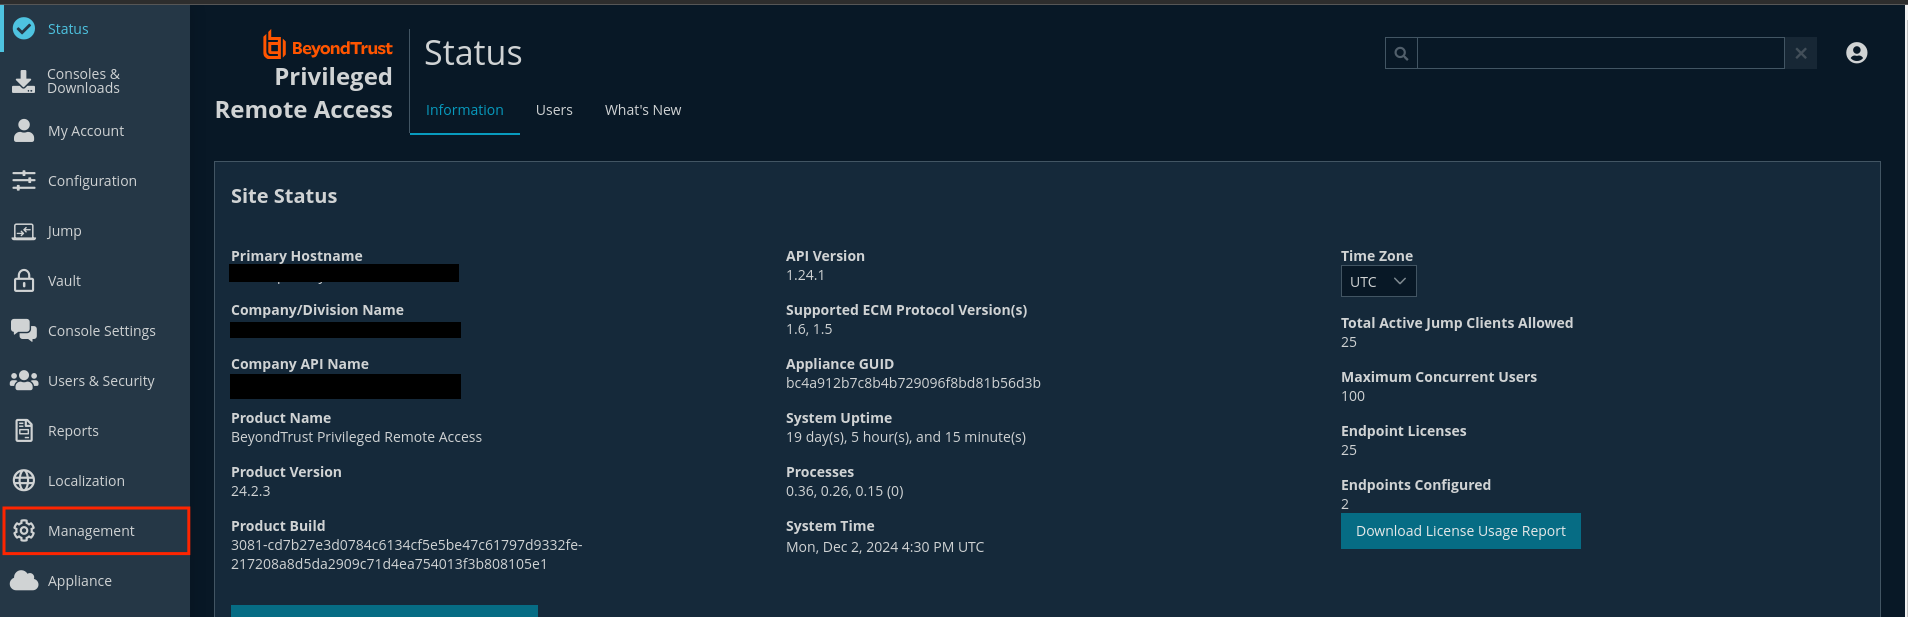 Status
Consoles &
Downloads
My Account
Configuration
Jump
Vault
Console Settings
Users & Security
Reports
Localization
Management
Appliance
BeyondTrust
Privileged
Remote Access
Status
Information Users What's New
Site Status
Primary Hostname
Company/Division Name
Company API Name
Product Name
BeyondTrust Privileged Remote Access
Product Version
24.2.3
Product Build
3081-cd7b27e3d0784c6134cf5e5be47c61797d9332fe-
217208a8d5da2909c71d4ea754013f3b808105e1
API Version
1.24.1
Supported ECM Protocol Version(s)
1.6, 1.5
Appliance GUID
bc4a912b7c8b4b729096f8bd81b56d3b
System Uptime
19 day(s), 5 hour(s), and 15 minute(s)
Processes
0.36, 0.26, 0.15 (0)
System Time
Mon, Dec 2, 2024 4:30 PM UTC
Time Zone
UTC
Total Active Jump Clients Allowed
25
Maximum Concurrent Users
100
Endpoint Licenses
25
Endpoints Configured
2
Download License Usage Report